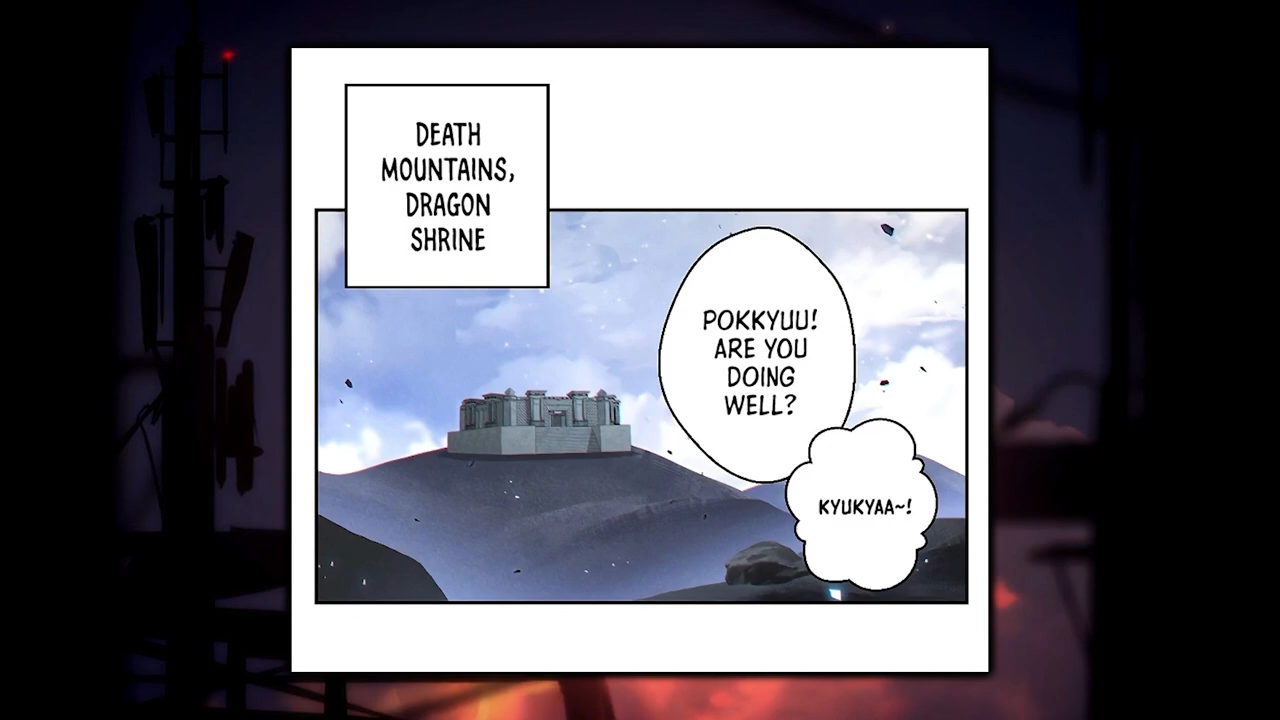 DEATH
MOUNTAINS,
DRAGON
SHRINE
POKKYUU!
ARE YOU
DOING
WELL?
KYUKYAA~!